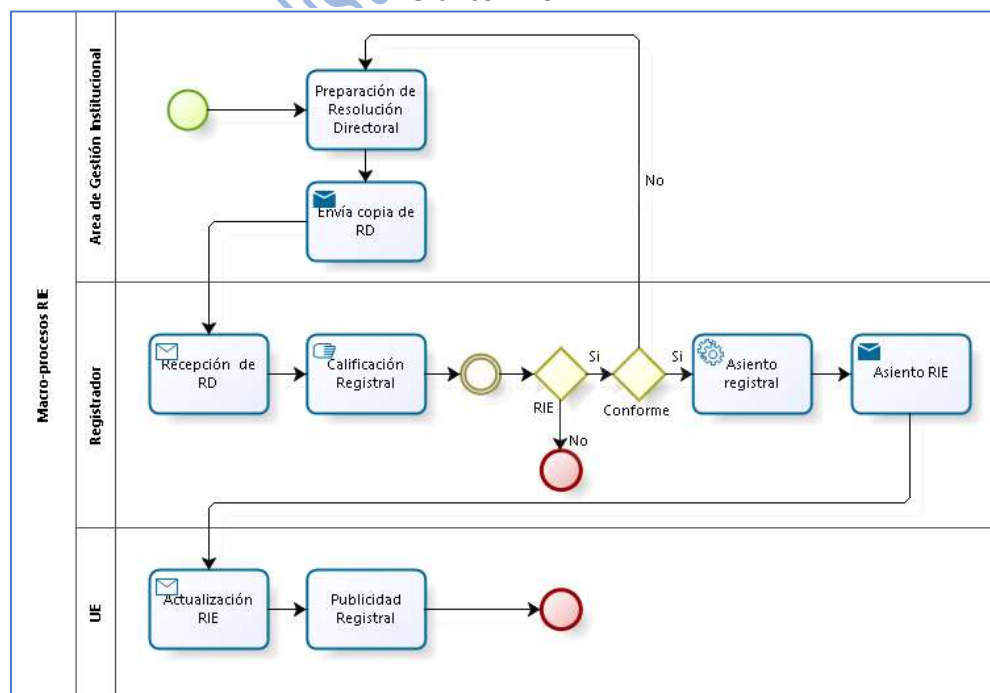 Macro-procesos RIE
Area de Gestión Institucional
Preparación de
Resolución
Directoral
Envía copia de
RD
No
Registrador
Recepción de
RD
Calificación
Registral
RIE
Si
No
Conforme
Si
Asiento
registral
Asiento RIE
UE
Actualización
RIE
Publicidad
Registral